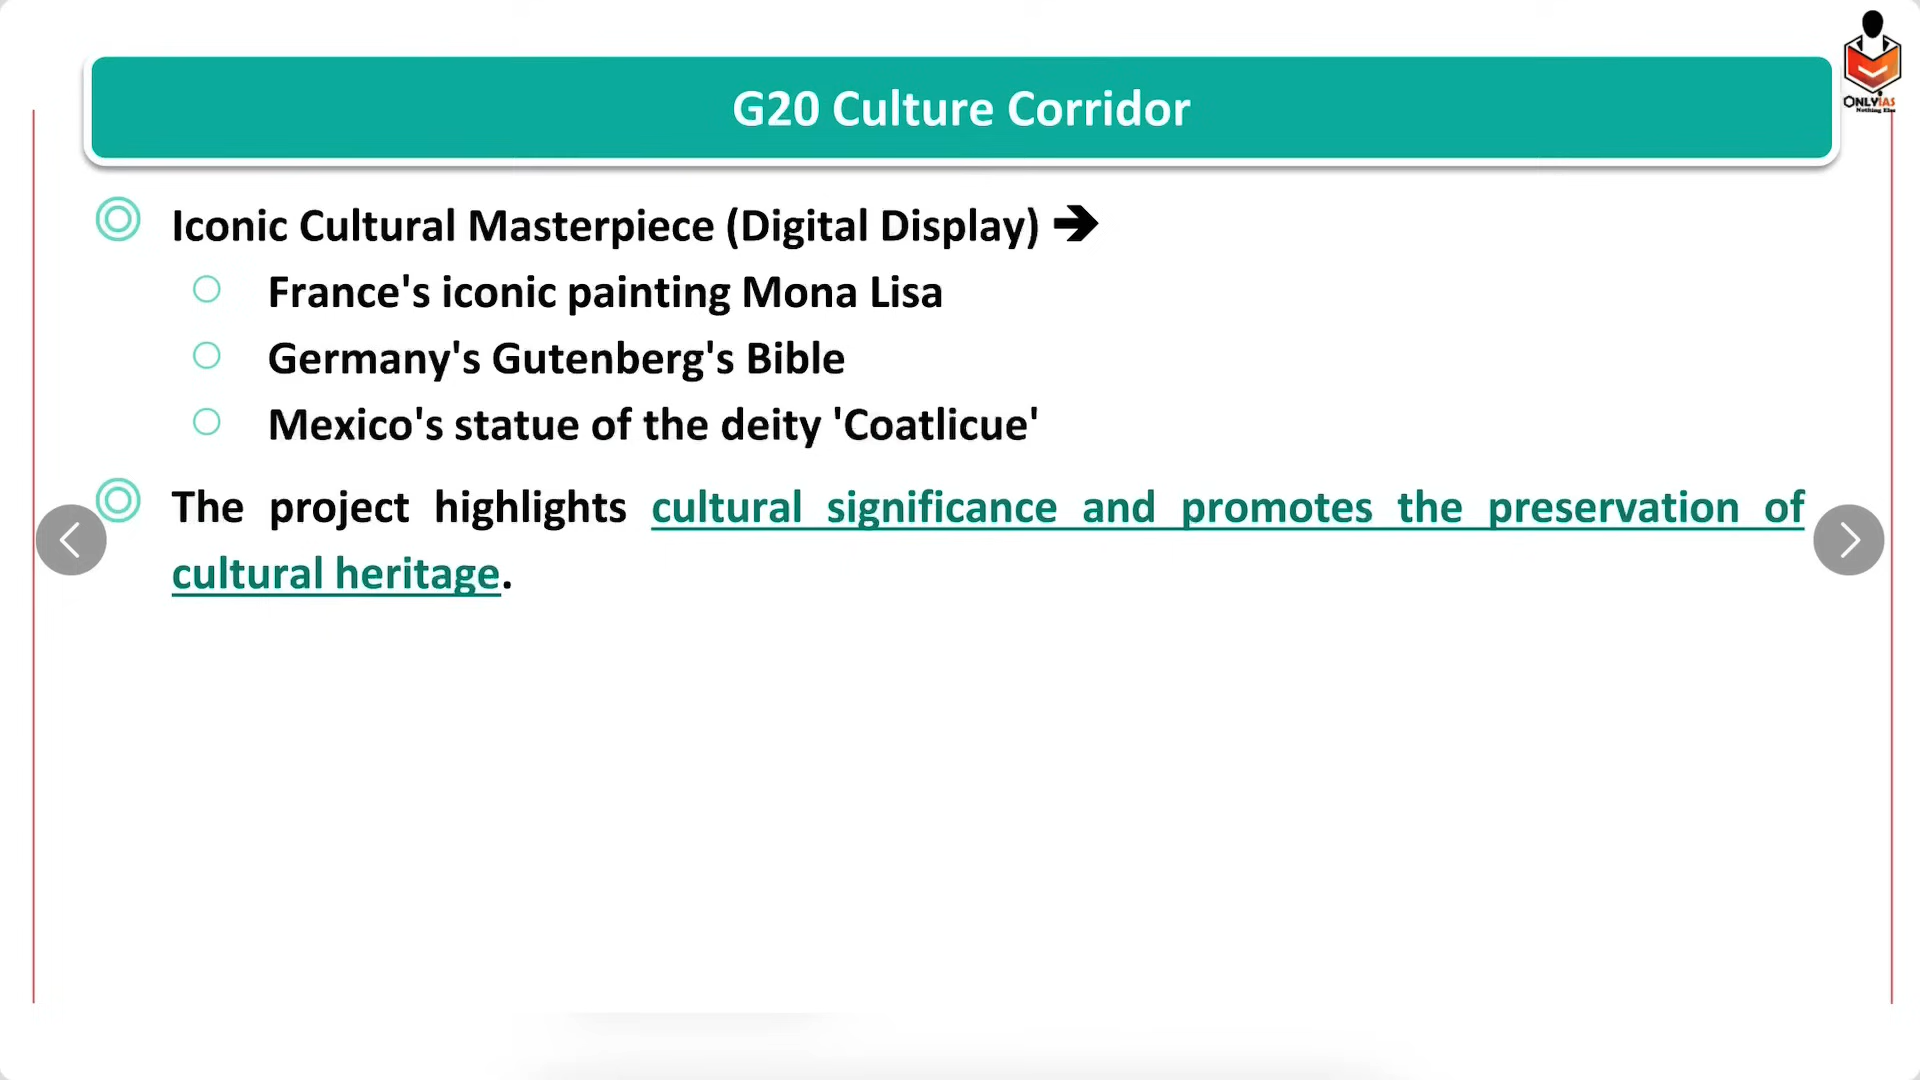 G20 Culture Corridor
ONLYIAS
Nothing Else
Iconic Cultural Masterpiece (Digital Display) ➔
France's iconic painting Mona Lisa
Germany's Gutenberg's Bible
Mexico's statue of the deity 'Coatlicue'
The project highlights cultural significance and promotes the preservation of
cultural heritage.